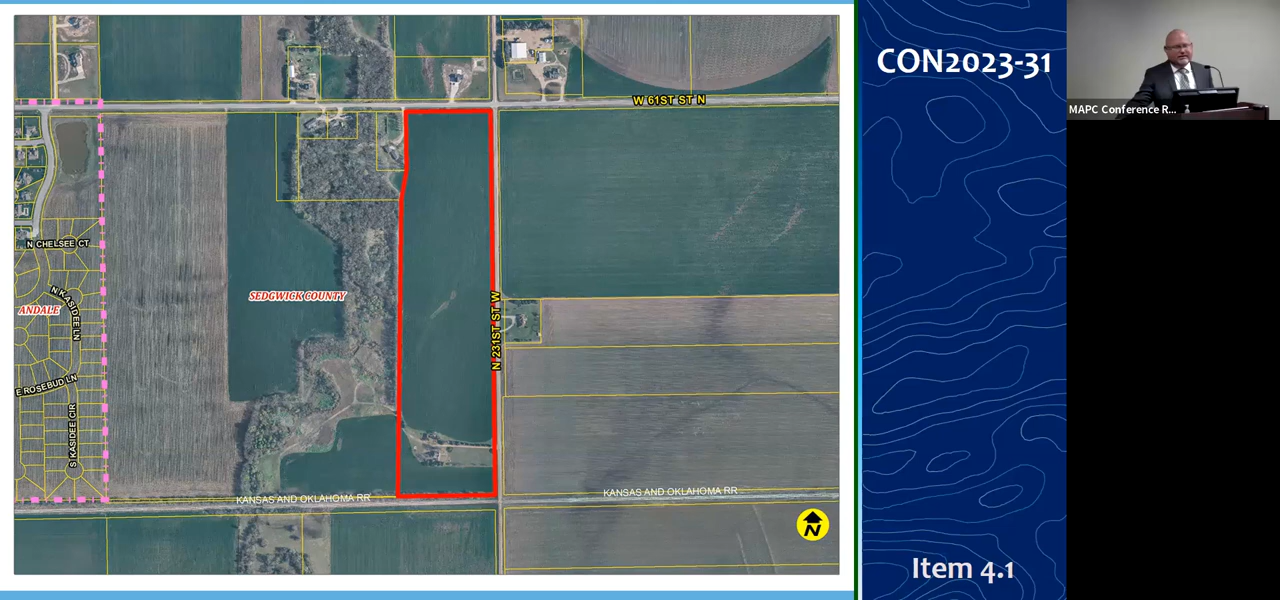 W 61ST ST N
N CHELSEE CT
N KASIDEE LN
SEDGWICK COUNTY
ANDALE
N 231ST ST W
E ROSEBUD LN
S KASIDEE CIR
KANSAS AND OKLAHOMA RR
KANSAS AND OKLAHOMA RR
N
CON2023-31
Item 4.1
MAPC Conference R...